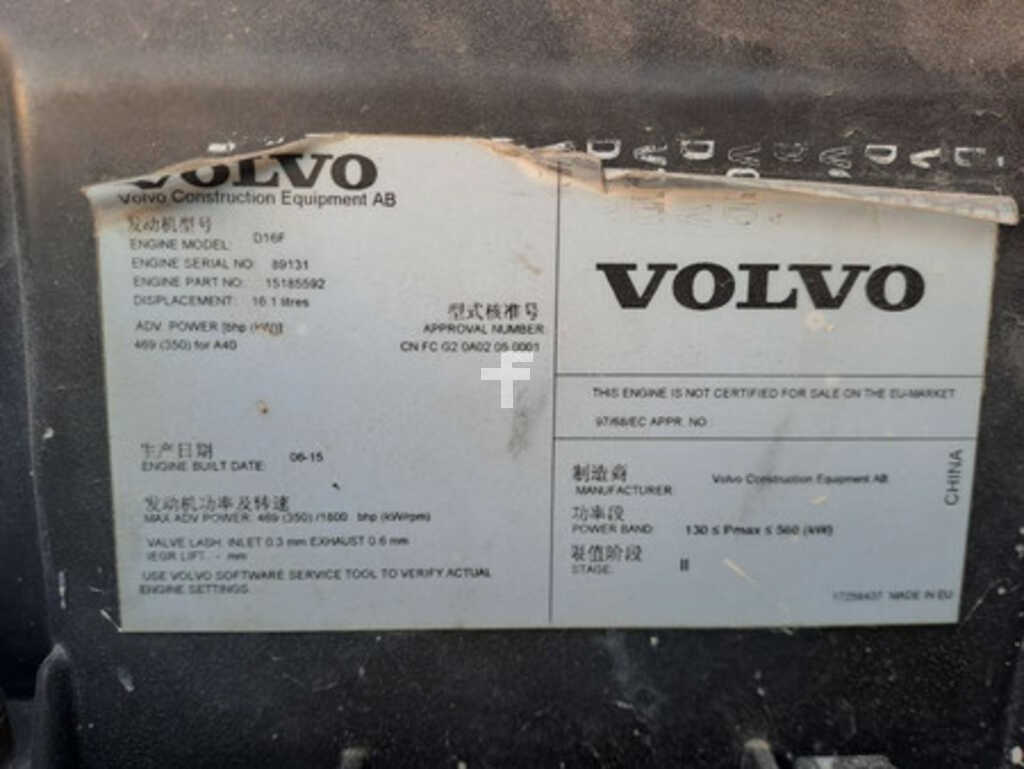 VOLVO
Volvo Construction Equipment AB
发动机型号
ENGINE MODEL: D16F
ENGINE SERIAL NO: 89131
ENGINE PART NO: 15185592
DISPLACEMENT: 16.1 litres
ADV. POWER [bhp (kW)]
469 (350) for A40
型式核准号
APPROVAL NUMBER
CN FC G2 0A02 05 0001
生产日期
ENGINE BUILT DATE: 06-15
发动机功率及转速
MAX ADV POWER: 469 (350) /1800 bhp (kW/rpm)
VALVE LASH: INLET 0.3 mm EXHAUST 0.6 mm
IEGR LIFT: - mm
USE VOLVO SOFTWARE SERVICE TOOL TO VERIFY ACTUAL
ENGINE SETTINGS.
VOLVO
THIS ENGINE IS NOT CERTIFIED FOR SALE ON THE EU-MARKET
97/68/EC APPR. NO:
制造商
MANUFACTURER: Volvo Construction Equipment AB
功率段
POWER BAND: 130 ≤ Pmax ≤ 560 (kW)
限值阶段
STAGE: II
MADE IN EU
CHINA